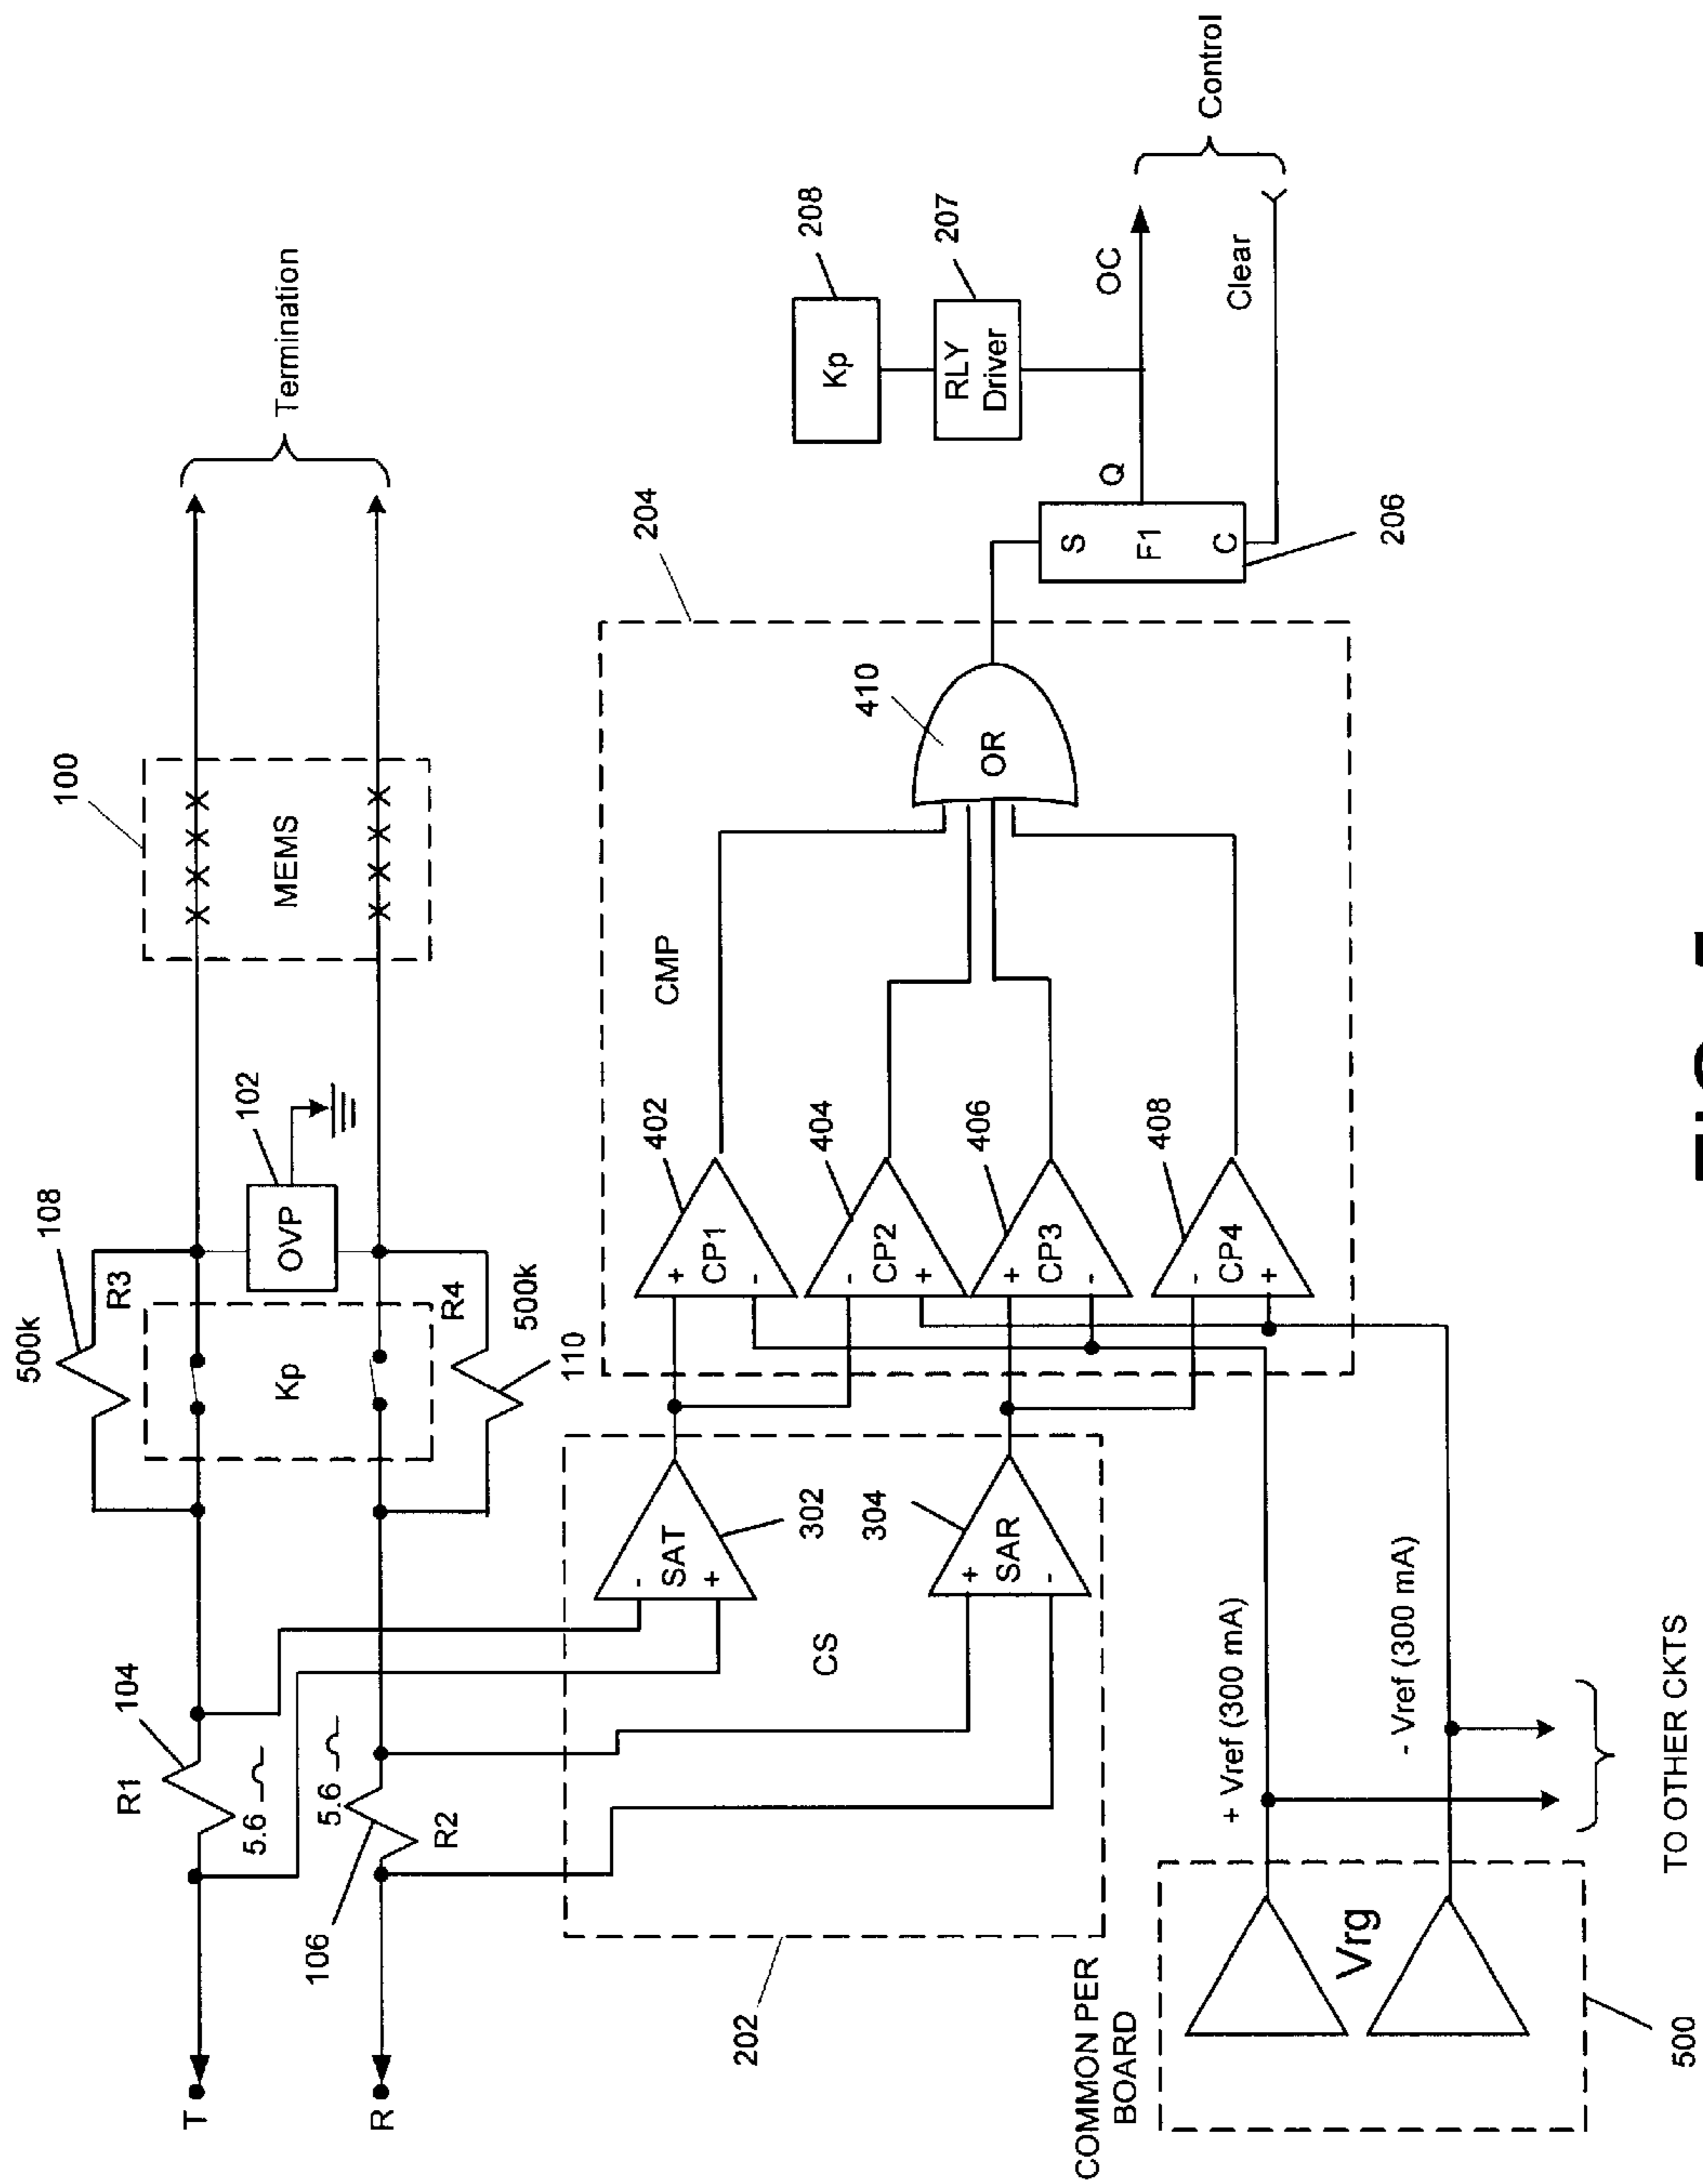 500k
108
R3
100
Termination
T
R1
104
5.6
Kp
OVP
102
MEMS
R
106
5.6
R2
R4
500k
110
202
CS
SAT
- +
302
304
SAR
+ -
204
CMP
402
CP1
+ -
404
CP2
- +
406
CP3
+ -
408
CP4
- +
410
OR
208
Kp
207
RLY
Driver
S
F1
C
206
Q
OC
Clear
Control
COMMON PER
BOARD
Vrg
500
+ Vref (300 mA)
- Vref (300 mA)
TO OTHER CKTS